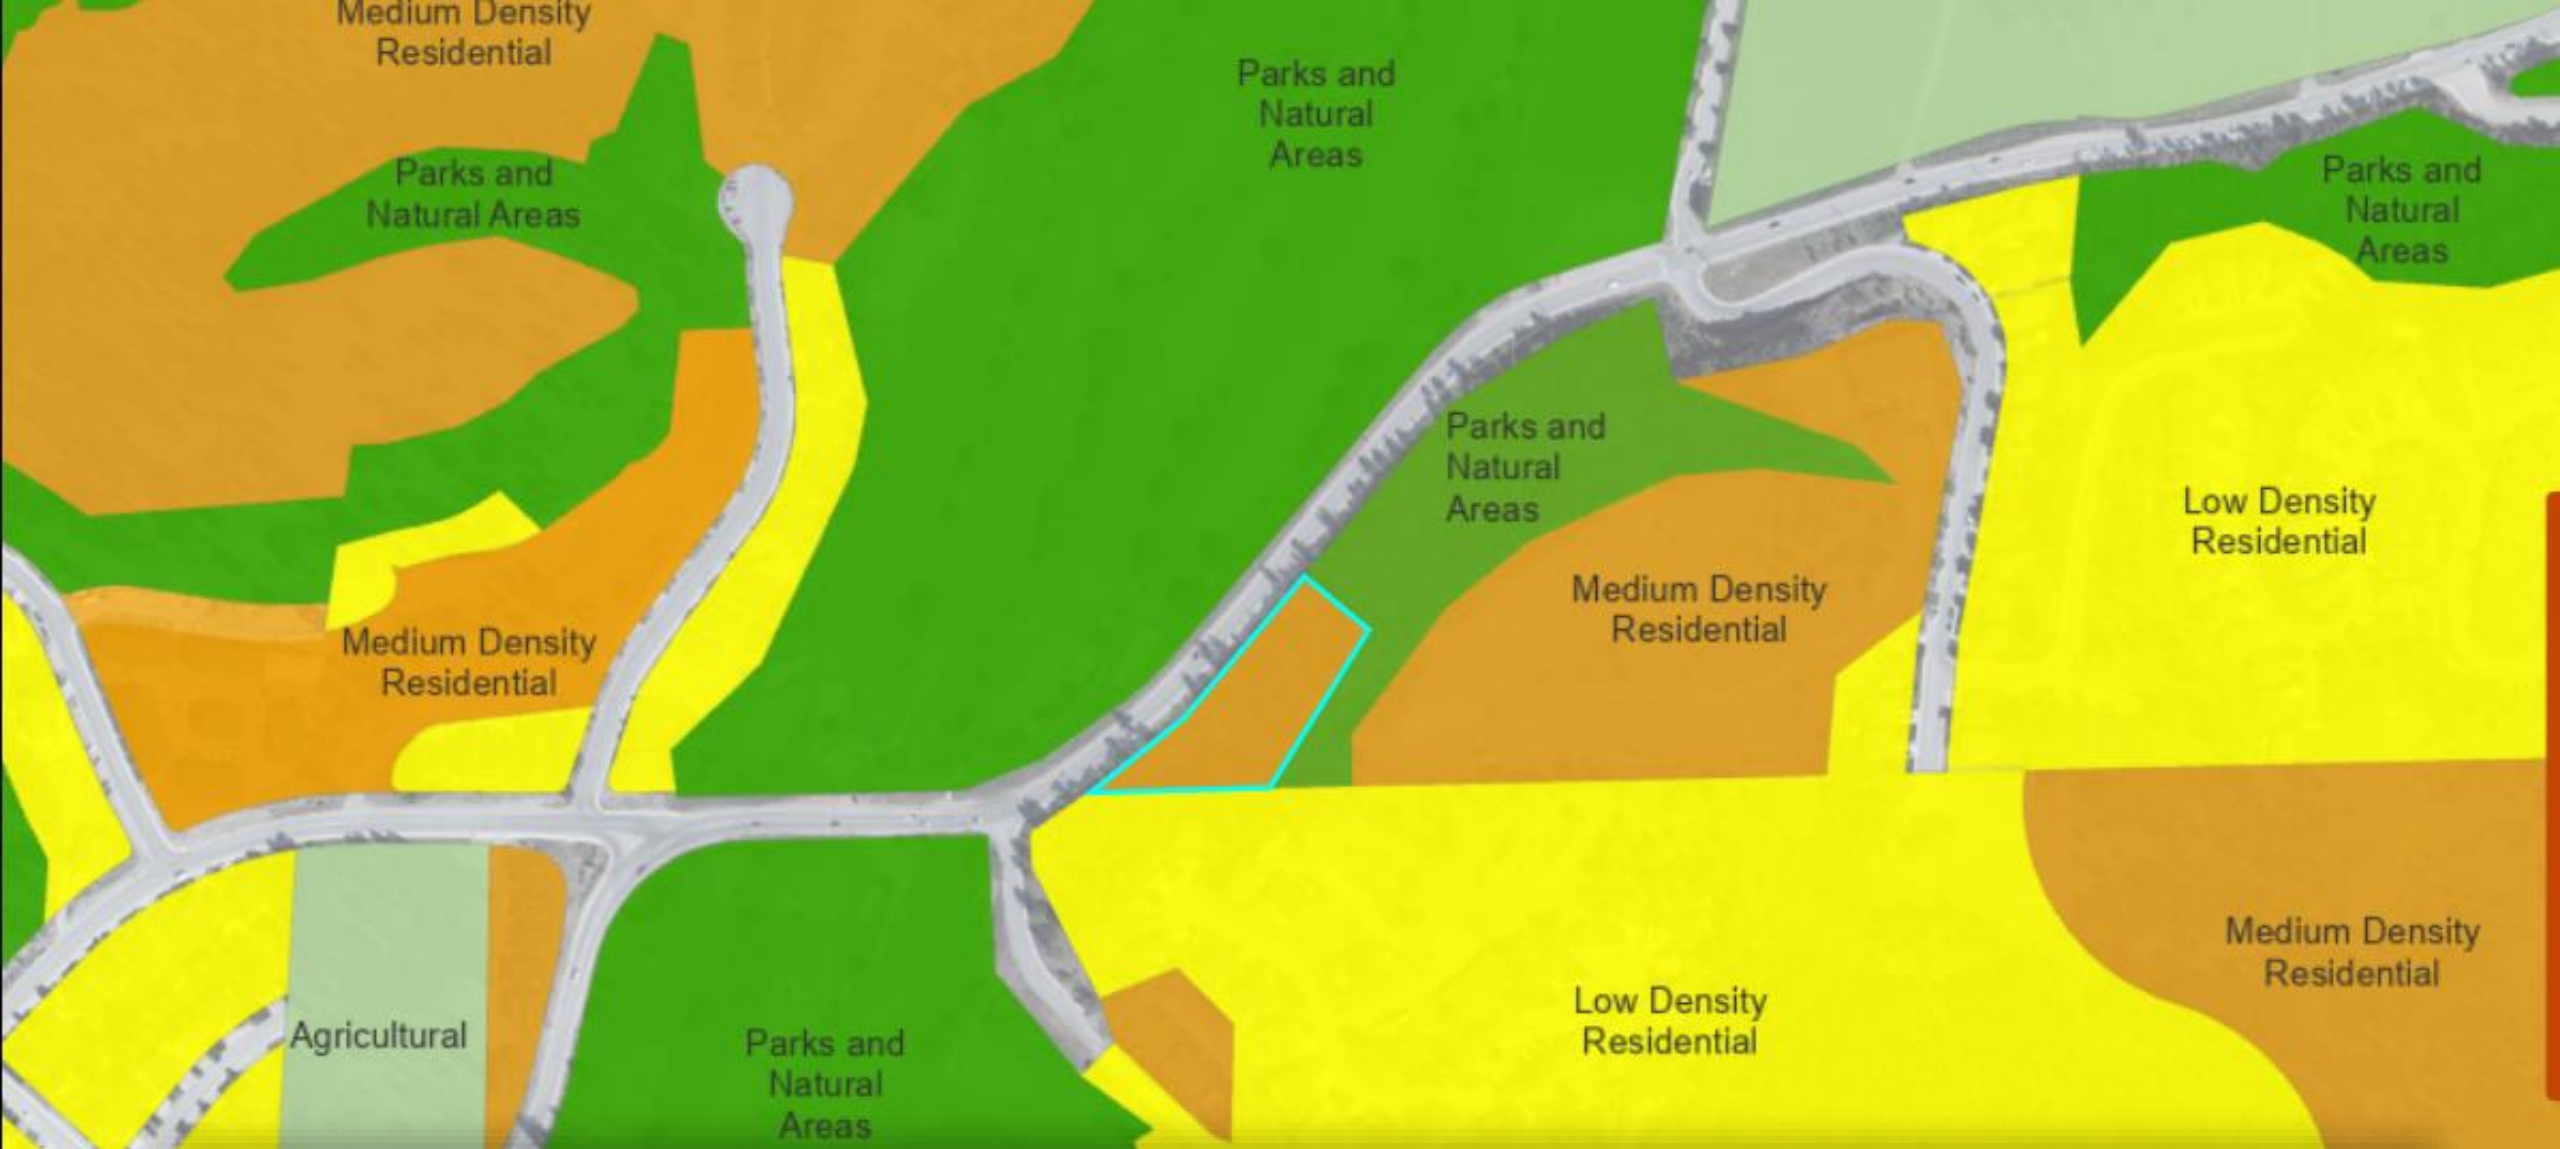 Medium Density
Residential
Parks and
Natural
Areas
Parks and
Natural Areas
Parks and
Natural
Areas
Parks and
Natural
Areas
Low Density
Residential
Medium Density
Residential
Medium Density
Residential
Medium Density
Residential
Low Density
Residential
Agricultural
Parks and
Natural
Areas